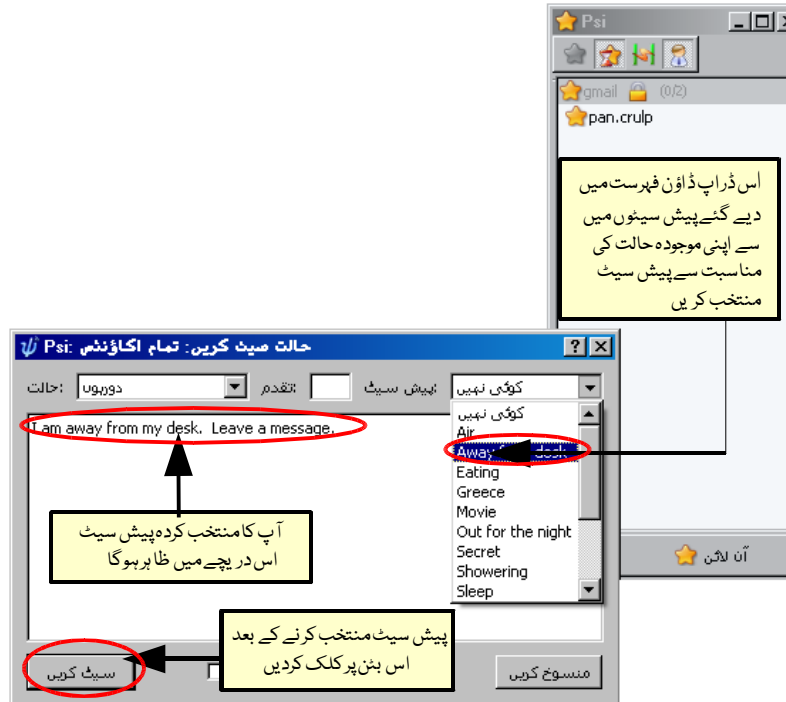 Psi
gmail (0/2)
pan.crulp
اُس ڈراپ ڈاؤن فہرست میں
دیے گئے پیش سیٹوں میں
سے اپنی موجودہ حالت کی
مناسبت سے پیش سیٹ
منتخب کریں
Psi: حالت سیٹ کریں: تمام اکاؤنٹس
حالت: دورہوں تقدم: پیش سیٹ: کوئی نہیں
I am away from my desk. Leave a message.
کوئی نہیں
Air
Away desk
Eating
Greece
Movie
Out for the night
Secret
Showering
Sleep
آپ کا منتخب کردہ پیش سیٹ
اس دریچے میں ظاہر ہوگا
آن لائن
پیش سیٹ منتخب کرنے کے بعد
اس بٹن پر کلک کردیں
سیٹ کریں
منسوخ کریں